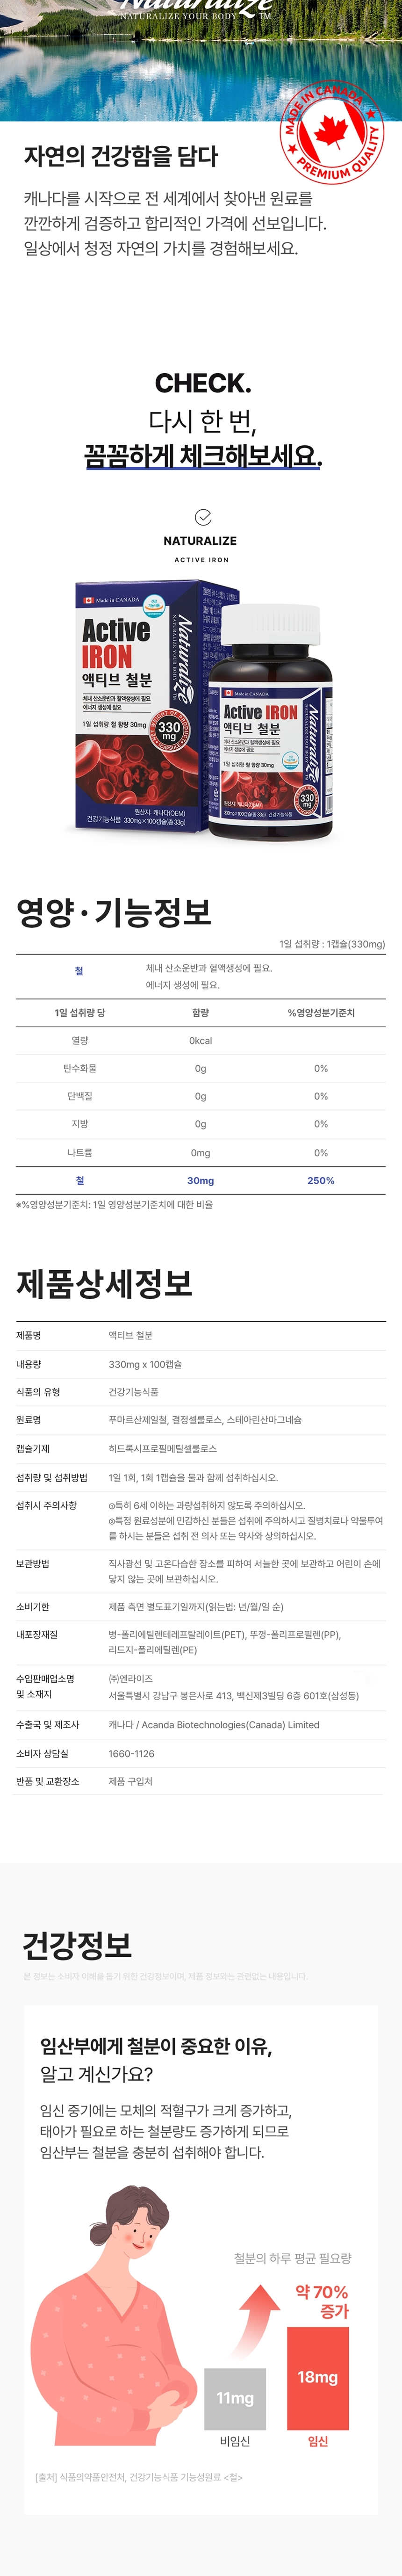 Naturalize
NATURALIZE YOUR BODY TM
MADE IN CANADA
PREMIUM QUALITY
자연의 건강함을 담다
캐나다를 시작으로 전 세계에서 찾아낸 원료를
깐깐하게 검증하고 합리적인 가격에 선보입니다.
일상에서 청정 자연의 가치를 경험해보세요.
CHECK.
다시 한 번,
꼼꼼하게 체크해보세요.
NATURALIZE
ACTIVE IRON
Made in CANADA
Active
IRON
액티브 철분
체내 산소운반과 혈액생성에 필요
에너지 생성에 필요
1일 섭취량 철 함량 30mg
330
mg
Naturalize
NATURALIZE YOUR BODY
원산지: 캐나다(OEM)
건강기능식품 330mg×100캡슐(총 33g)
Made in CANADA
Active IRON
액티브 철분
체내 산소운반과 혈액생성에 필요
에너지 생성에 필요
1일 섭취량 철 함량 30mg
Naturalize
330
mg
원산지: 캐나다(OEM)
330mg×100캡슐(총 33g) 건강기능식품
영양·기능정보
1일 섭취량 : 1캡슐(330mg)
철 체내 산소운반과 혈액생성에 필요.
에너지 생성에 필요.
1일 섭취량 당 함량 %영양성분기준치
열량 0kcal
탄수화물 0g 0%
단백질 0g 0%
지방 0g 0%
나트륨 0mg 0%
철 30mg 250%
※%영양성분기준치: 1일 영양성분기준치에 대한 비율
제품상세정보
제품명 액티브 철분
내용량 330mg x 100캡슐
식품의 유형 건강기능식품
원료명 푸마르산제일철, 결정셀룰로스, 스테아린산마그네슘
캡슐기제 히드록시프로필메틸셀룰로스
섭취량 및 섭취방법 1일 1회, 1회 1캡슐을 물과 함께 섭취하십시오.
섭취시 주의사항 ①특히 6세 이하는 과량섭취하지 않도록 주의하십시오.
②특정 원료성분에 민감하신 분들은 섭취에 주의하시고 질병치료나 약물투여
를 하시는 분들은 섭취 전 의사 또는 약사와 상의하십시오.
보관방법 직사광선 및 고온다습한 장소를 피하여 서늘한 곳에 보관하고 어린이 손에
닿지 않는 곳에 보관하십시오.
소비기한 제품 측면 별도표기일까지(읽는법: 년/월/일 순)
내포장재질 병-폴리에틸렌테레프탈레이트(PET), 뚜껑-폴리프로필렌(PP),
리드지-폴리에틸렌(PE)
수입판매업소명 ㈜엔라이즈
및 소재지 서울특별시 강남구 봉은사로 413, 백신제3빌딩 6층 601호(삼성동)
수출국 및 제조사 캐나다 / Acanda Biotechnologies(Canada) Limited
소비자 상담실 1660-1126
반품 및 교환장소 제품 구입처
건강정보
본 정보는 소비자 이해를 돕기 위한 건강정보이며, 제품 정보와는 관련없는 내용입니다.
임산부에게 철분이 중요한 이유,
알고 계신가요?
임신 중기에는 모체의 적혈구가 크게 증가하고,
태아가 필요로 하는 철분량도 증가하게 되므로
임산부는 철분을 충분히 섭취해야 합니다.
철분의 하루 평균 필요량
약 70%
증가
11mg
18mg
비임신 임신
[출처] 식품의약품안전처, 건강기능식품 기능성원료 <철>